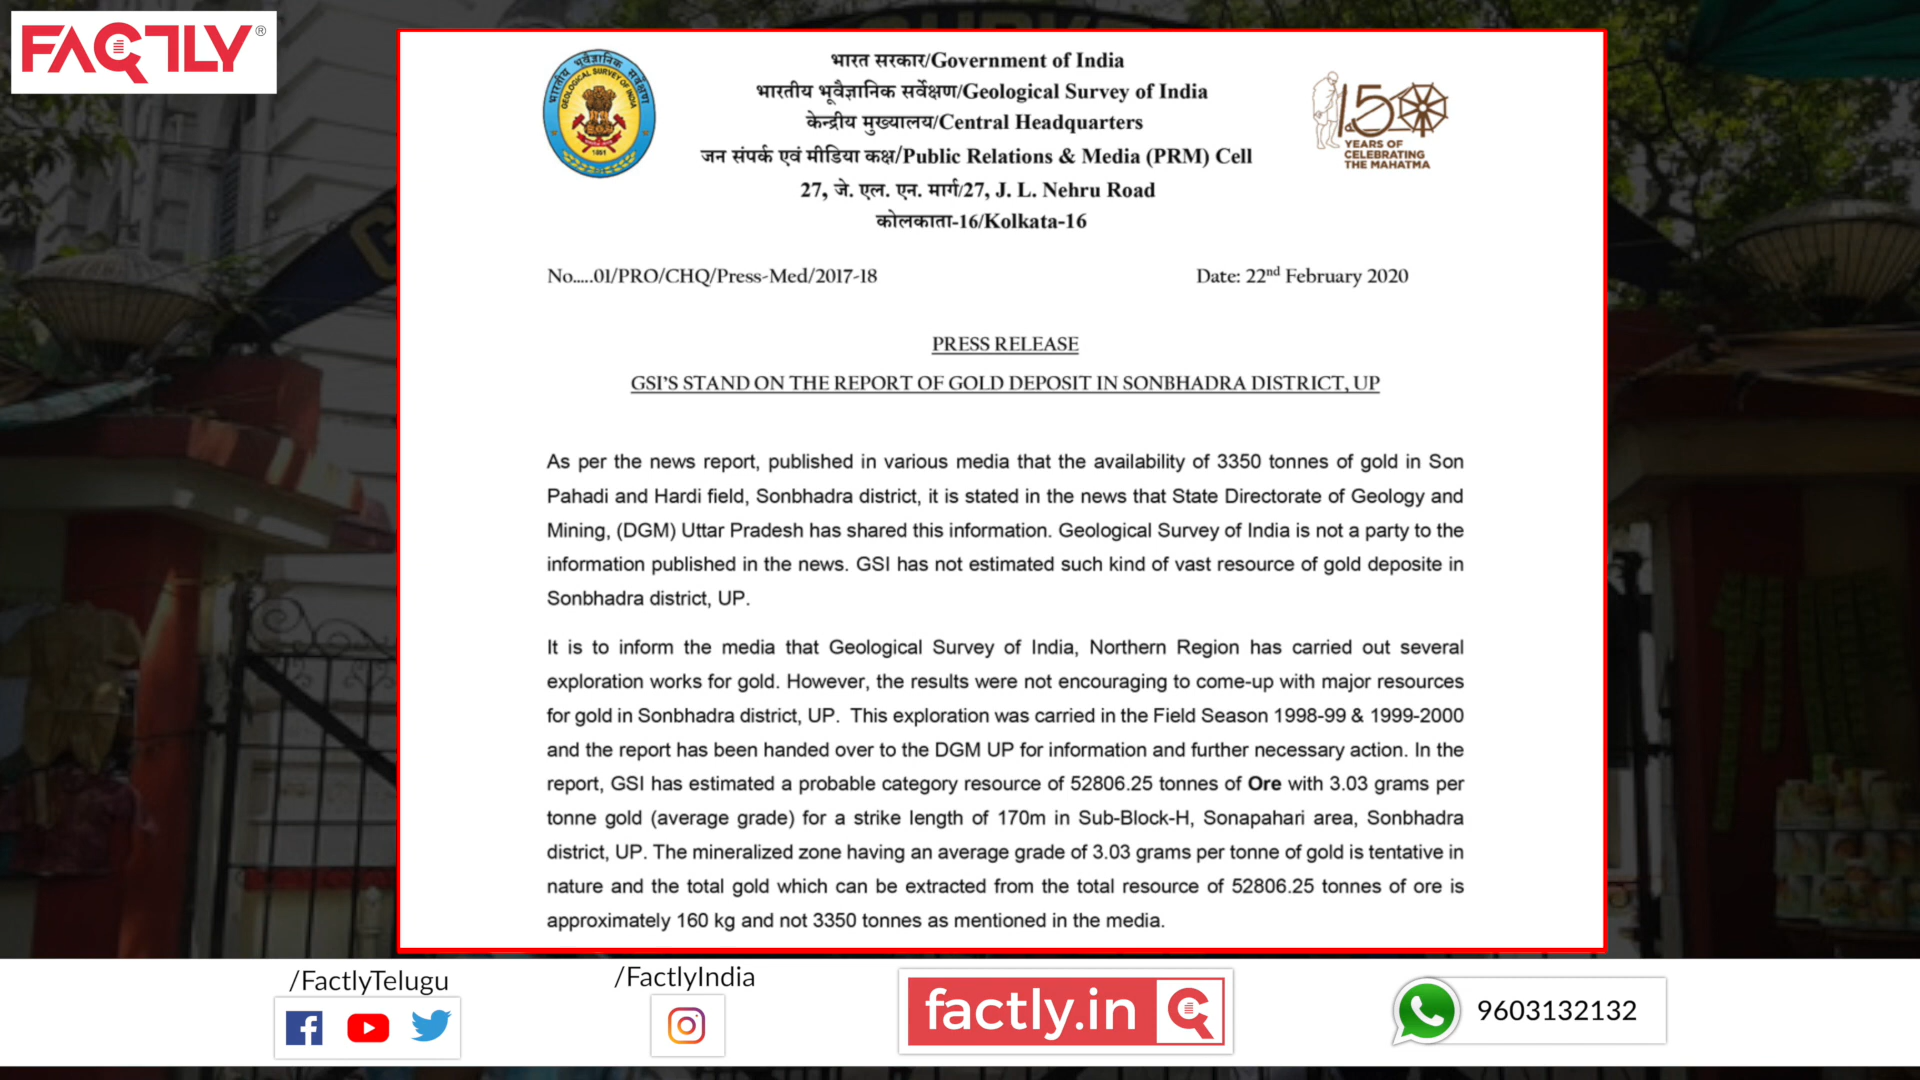 FACTLY®
भारत सरकार/Government of India
भारतीय भूवैज्ञानिक सर्वेक्षण/Geological Survey of India
केन्द्रीय मुख्यालय/Central Headquarters
जन संपर्क एवं मीडिया कक्ष/Public Relations & Media (PRM) Cell
27, जे. एल. एन. मार्ग/27, J. L. Nehru Road
कोलकाता-16/Kolkata-16
भारतीय भूवैज्ञानिक सर्वेक्षण
GEOLOGICAL SURVEY OF INDIA
1851
150
YEARS OF
CELEBRATING
THE MAHATMA
No.....01/PRO/CHQ/Press-Med/2017-18
Date: 22nd February 2020
PRESS RELEASE
GSI'S STAND ON THE REPORT OF GOLD DEPOSIT IN SONBHADRA DISTRICT, UP
As per the news report, published in various media that the availability of 3350 tonnes of gold in Son
Pahadi and Hardi field, Sonbhadra district, it is stated in the news that State Directorate of Geology and
Mining, (DGM) Uttar Pradesh has shared this information. Geological Survey of India is not a party to the
information published in the news. GSI has not estimated such kind of vast resource of gold deposite in
Sonbhadra district, UP.
It is to inform the media that Geological Survey of India, Northern Region has carried out several
exploration works for gold. However, the results were not encouraging to come-up with major resources
for gold in Sonbhadra district, UP. This exploration was carried in the Field Season 1998-99 & 1999-2000
and the report has been handed over to the DGM UP for information and further necessary action. In the
report, GSI has estimated a probable category resource of 52806.25 tonnes of Ore with 3.03 grams per
tonne gold (average grade) for a strike length of 170m in Sub-Block-H, Sonapahari area, Sonbhadra
district, UP. The mineralized zone having an average grade of 3.03 grams per tonne of gold is tentative in
nature and the total gold which can be extracted from the total resource of 52806.25 tonnes of ore is
approximately 160 kg and not 3350 tonnes as mentioned in the media.
/FactlyTelugu
/FactlyIndia
factly.in
9603132132